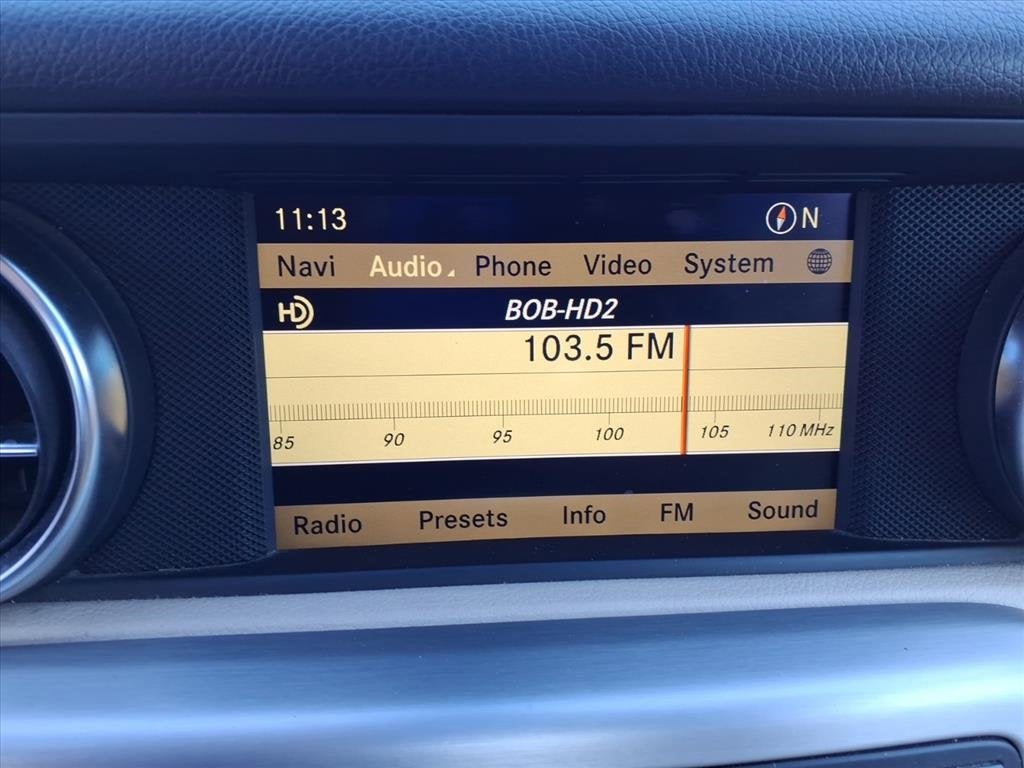 11:13 N
Navi Audio Phone Video System
HD BOB-HD2
103.5 FM
85 90 95 100 105 110 MHz
Radio Presets Info FM Sound